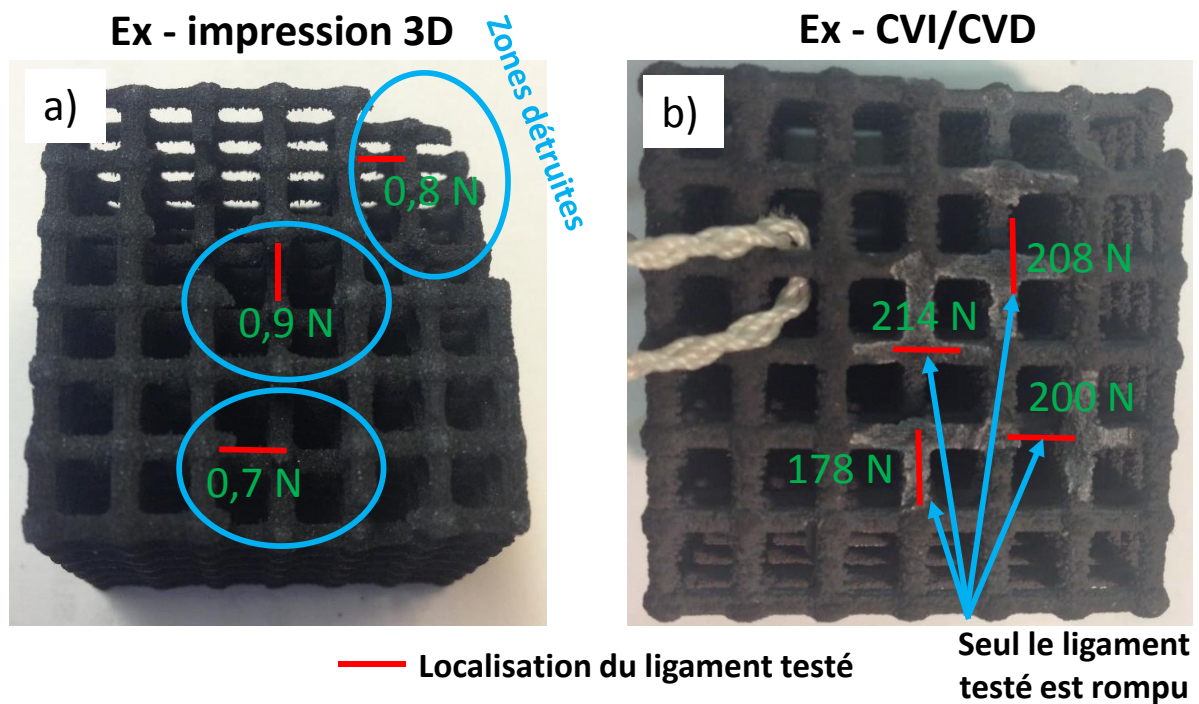 Ex - impression 3D
Ex - CVI/CVD
a)
Zones détruites
0,8 N
0,9 N
0,7 N
b)
208 N
214 N
200 N
178 N
Localisation du ligament testé
Seul le ligament
testé est rompu